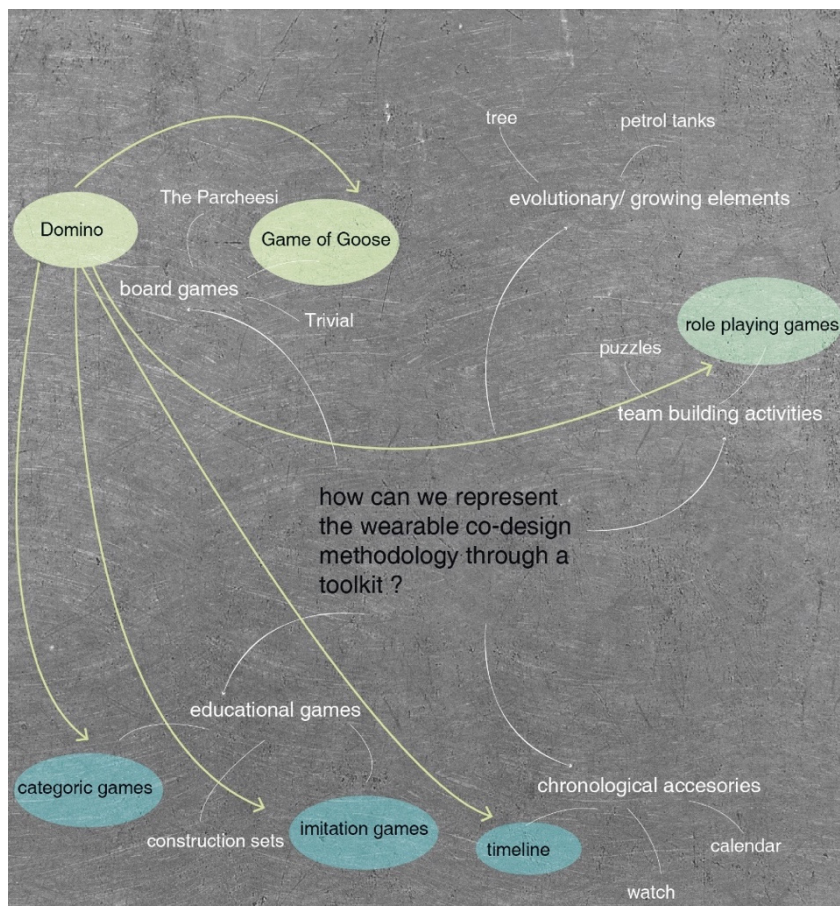 tree
petrol tanks
The Parcheesi
evolutionary/ growing elements
Domino
Game of Goose
board games
Trivial
role playing games
puzzles
team building activities
how can we represent
the wearable co-design
methodology through a
toolkit ?
educational games
categoric games
chronological accesories
construction sets
imitation games
timeline
calendar
watch